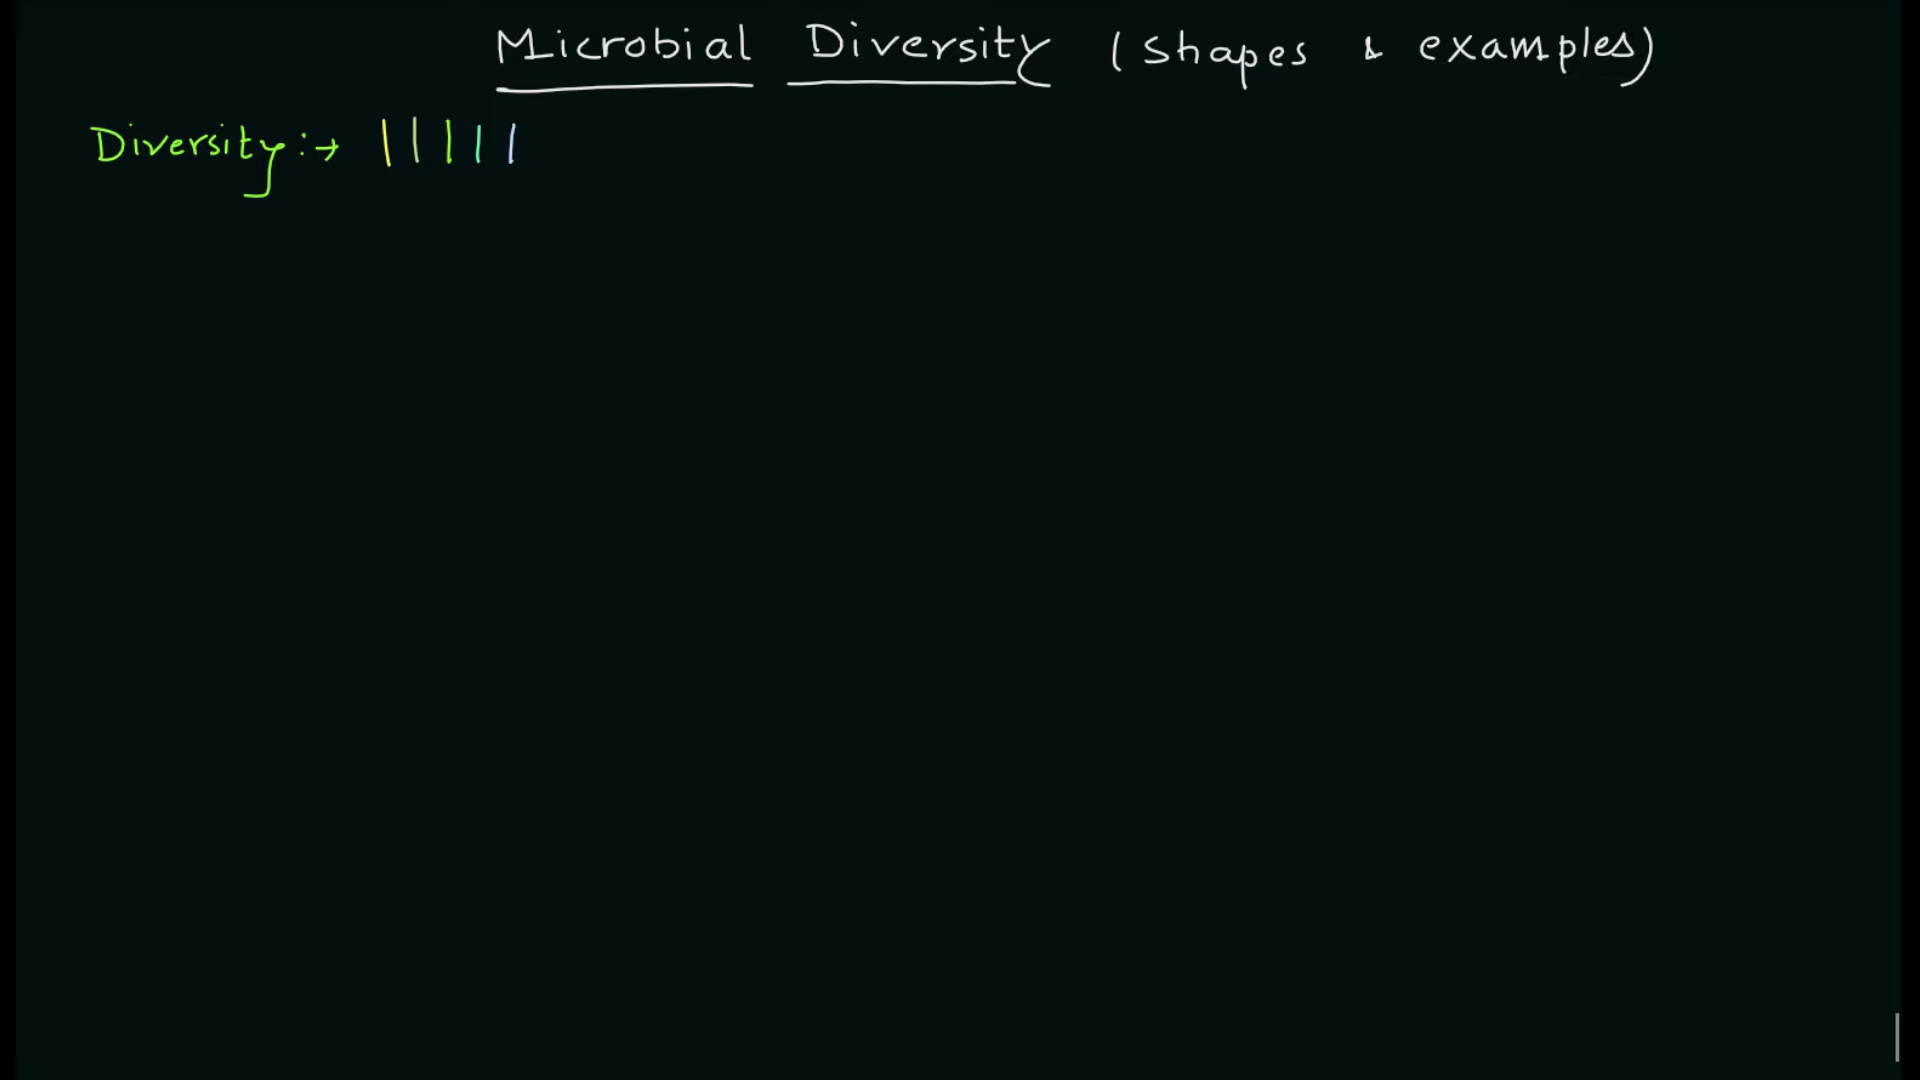 Microbial Diversity (shapes & examples)
Diversity :→ | | | | |